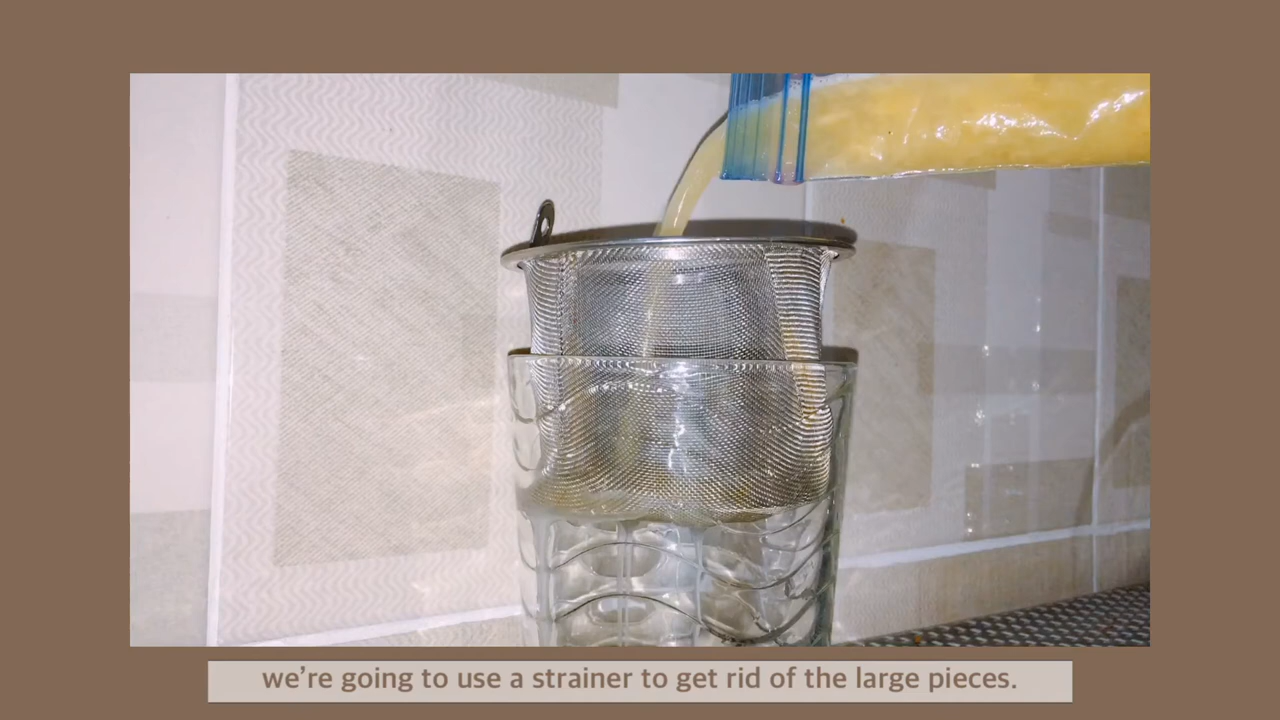 we’re going to use a strainer to get rid of the large pieces.